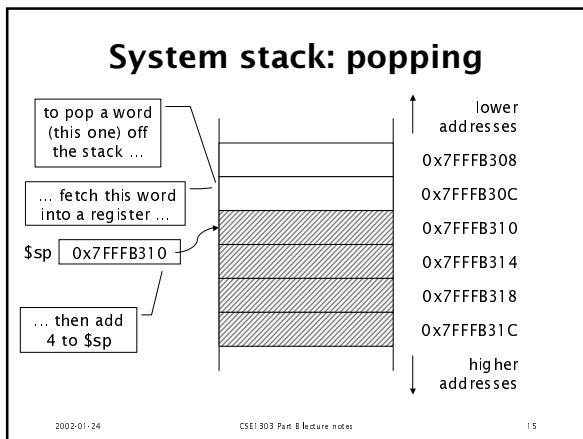 System stack: popping
to pop a word
(this one) off
the stack ...
... fetch this word
into a register ...
$sp 0x7FFFB310
... then add
4 to $sp
lower
addresses
0x7FFFB308
0x7FFFB30C
0x7FFFB310
0x7FFFB314
0x7FFFB318
0x7FFFB31C
higher
addresses
2002-01-24 CSE1303 Part B lecture notes 15